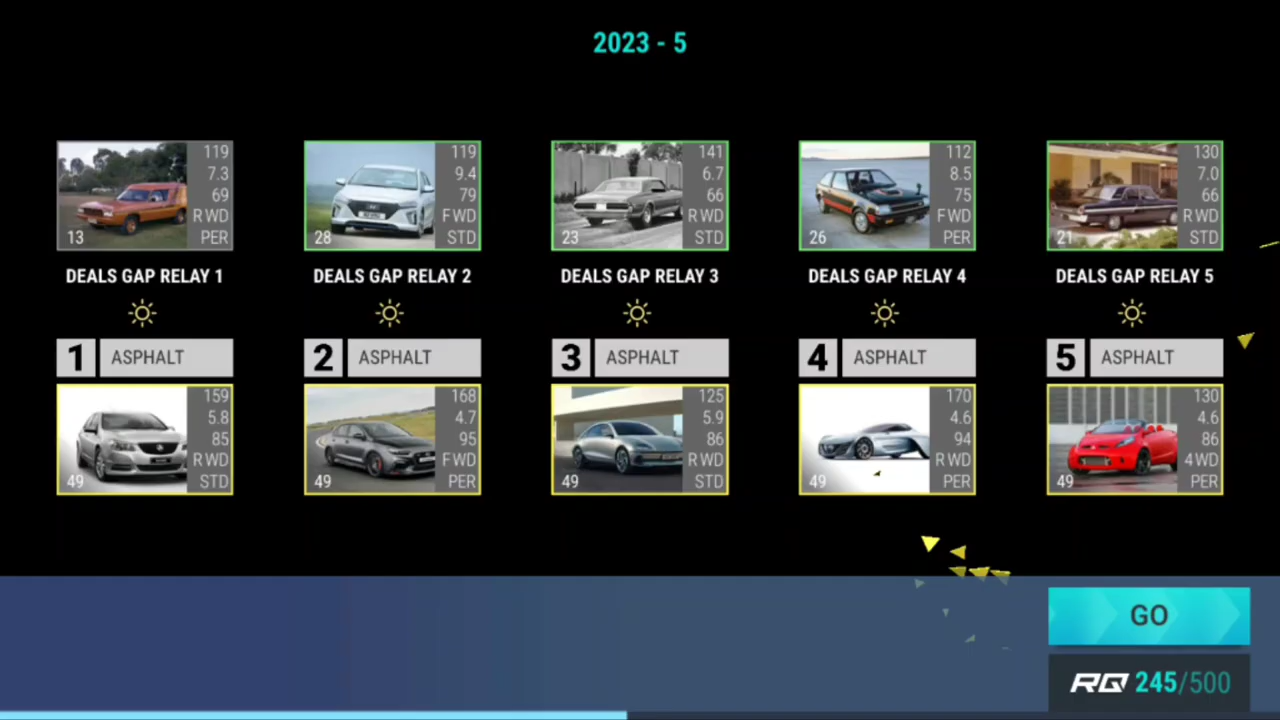 2023 - 5
119
7.3
69
RWD
PER
13
119
9.4
79
FWD
STD
28
141
6.7
66
RWD
STD
23
112
8.5
75
FWD
PER
26
130
7.0
66
RWD
STD
21
DEALS GAP RELAY 1
DEALS GAP RELAY 2
DEALS GAP RELAY 3
DEALS GAP RELAY 4
DEALS GAP RELAY 5
1 ASPHALT
2 ASPHALT
3 ASPHALT
4 ASPHALT
5 ASPHALT
159
5.8
85
RWD
STD
49
168
4.7
95
FWD
PER
49
125
5.9
86
RWD
STD
49
170
4.6
94
RWD
PER
49
130
4.6
86
4WD
PER
49
GO
RQ 245/500